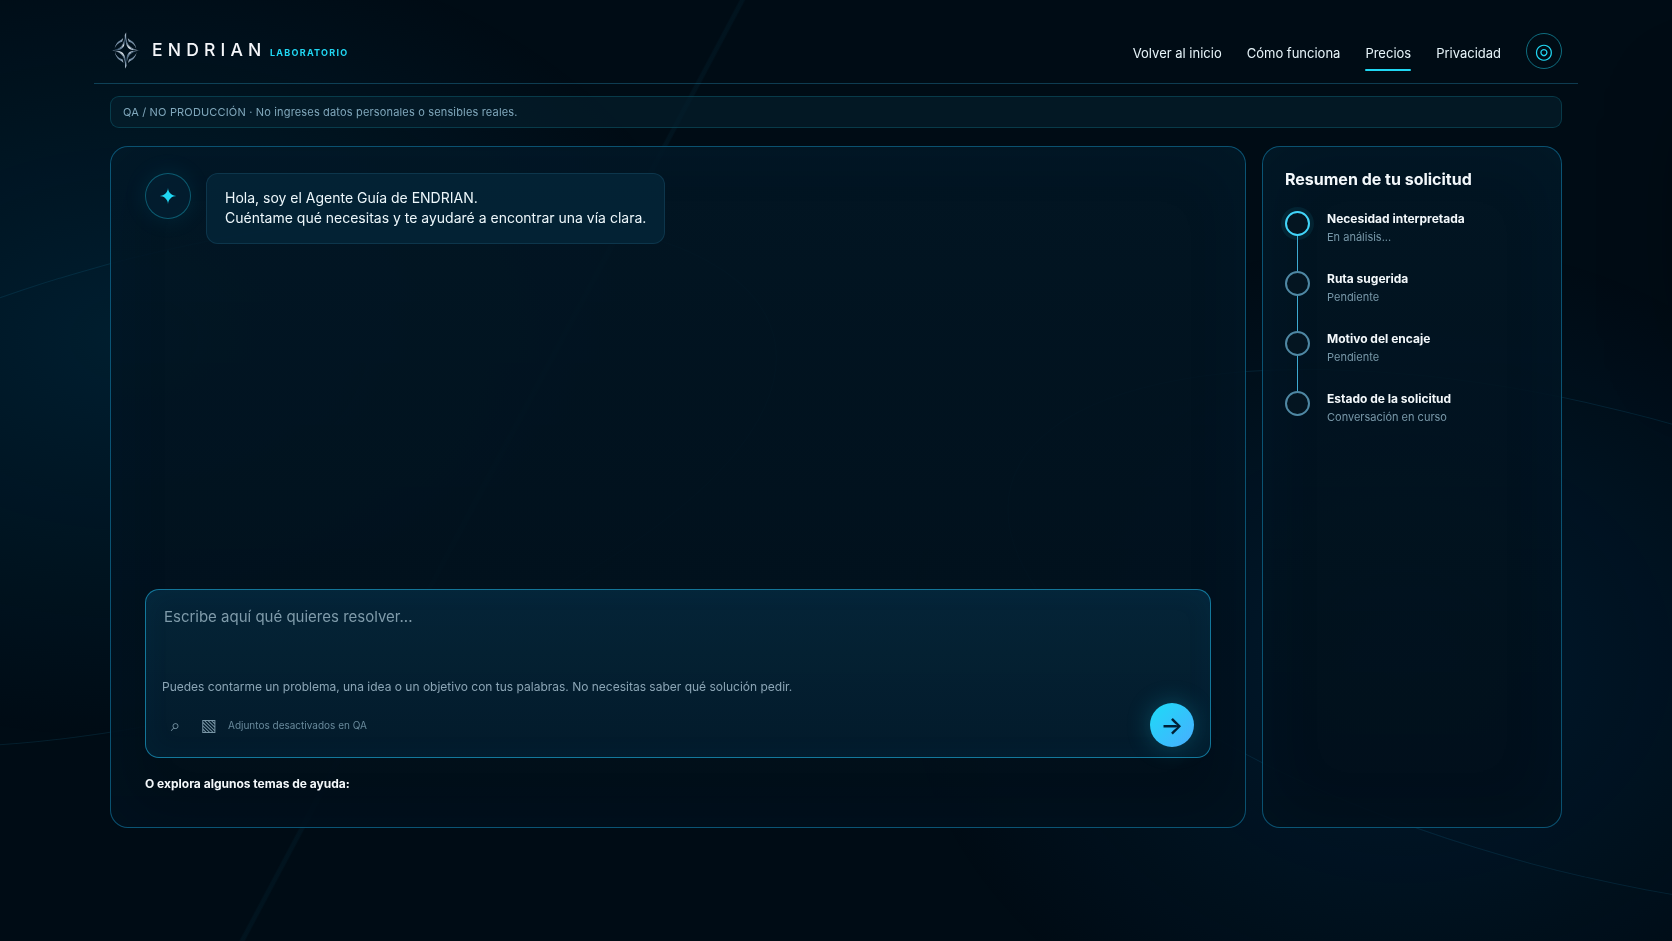 ENDRIAN LABORATORIO
Volver al inicio
Cómo funciona
Precios
Privacidad
QA / NO PRODUCCIÓN · No ingreses datos personales o sensibles reales.
Hola, soy el Agente Guía de ENDRIAN.
Cuéntame qué necesitas y te ayudaré a encontrar una vía clara.
Escribe aquí qué quieres resolver...
Puedes contarme un problema, una idea o un objetivo con tus palabras. No necesitas saber qué solución pedir.
Adjuntos desactivados en QA
O explora algunos temas de ayuda:
Resumen de tu solicitud
Necesidad interpretada
En análisis...
Ruta sugerida
Pendiente
Motivo del encaje
Pendiente
Estado de la solicitud
Conversación en curso